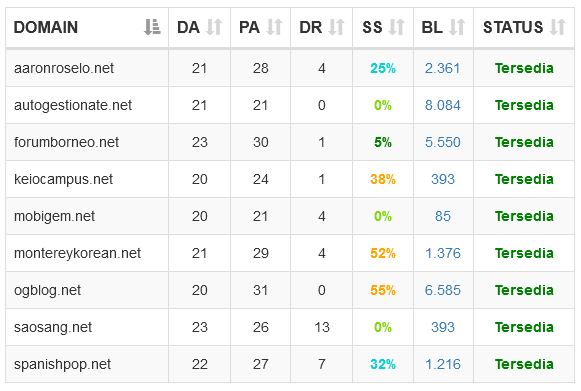 DOMAIN DA PA DR SS BL STATUS
aaronroselo.net 21 28 4 25% 2.361 Tersedia
autogestionate.net 21 21 0 0% 8.084 Tersedia
forumborneo.net 23 30 1 5% 5.550 Tersedia
keiocampus.net 20 24 1 38% 393 Tersedia
mobigem.net 20 21 4 0% 85 Tersedia
montereykorean.net 21 29 4 52% 1.376 Tersedia
ogblog.net 20 31 0 55% 6.585 Tersedia
saosang.net 23 26 13 0% 393 Tersedia
spanishpop.net 22 27 7 32% 1.216 Tersedia